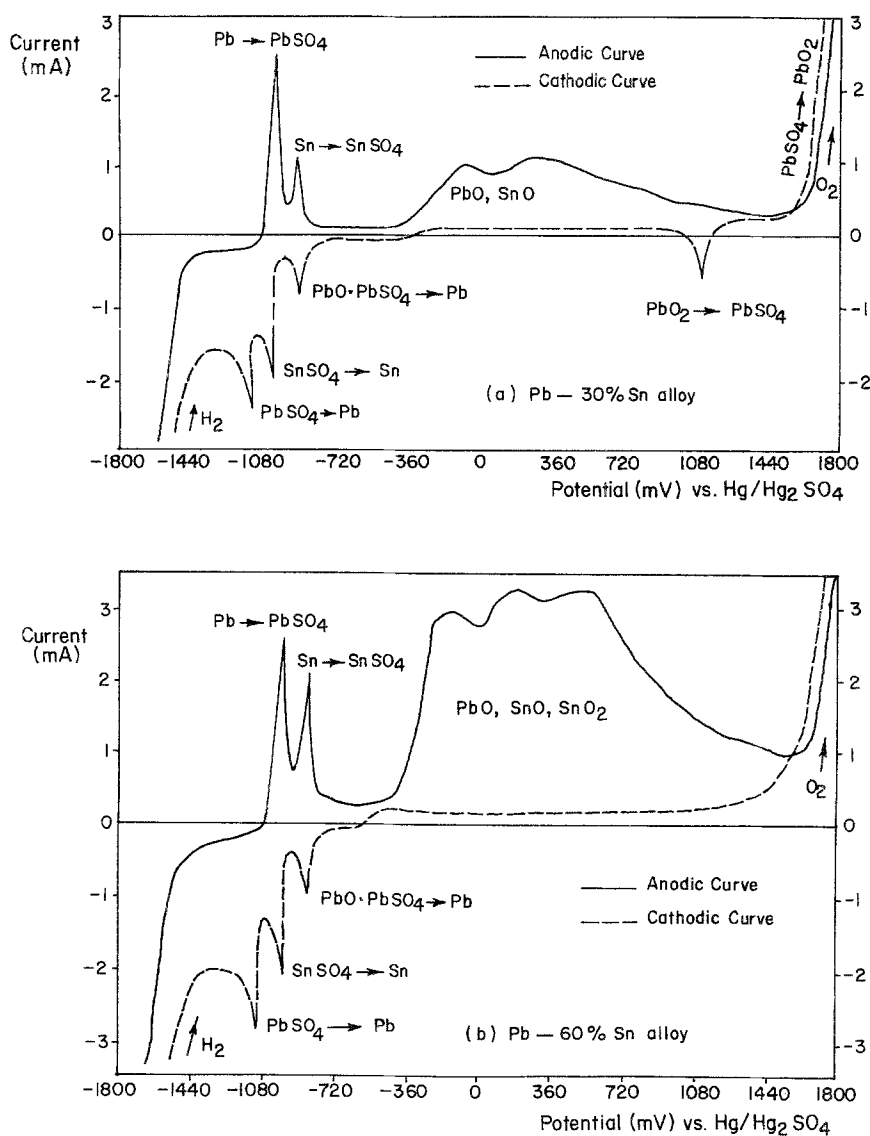 Current
(mA)
Pb → PbSO4
Sn → SnSO4
Anodic Curve
Cathodic Curve
PbSO4 → PbO2
O2
PbO, SnO
PbO·PbSO4 → Pb
PbO2 → PbSO4
SnSO4 → Sn
PbSO4 → Pb
H2
(a) Pb — 30% Sn alloy
3
2
1
0
−1
−2
3
2
1
0
−1
−2
−1800 −1440 −1080 −720 −360 0 360 720 1080 1440 1800
Potential (mV) vs. Hg/Hg2 SO4
Current
(mA)
Pb → PbSO4
Sn → SnSO4
PbO, SnO, SnO2
O2
PbO·PbSO4 → Pb
Anodic Curve
Cathodic Curve
SnSO4 → Sn
PbSO4 → Pb
H2
(b) Pb — 60% Sn alloy
3
2
1
0
−1
−2
−3
3
2
1
0
−1
−2
−3
−1800 −1440 −1080 −720 −360 0 360 720 1080 1440 1800
Potential (mV) vs. Hg/Hg2 SO4